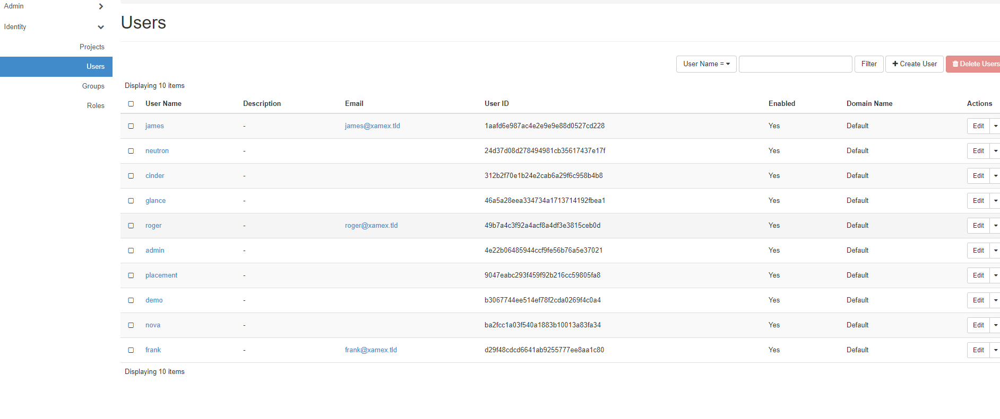 Admin
Identity
Projects
Users
Groups
Roles
Users
User Name = Filter Create User Delete Users
Displaying 10 items
User Name Description Email User ID Enabled Domain Name Actions
james - james@xamex.tld 1aafd6e987ac4e2e9e9e88d0527cd228 Yes Default Edit
neutron - 24d37d08d278494981cb35617437e17f Yes Default Edit
cinder - 312b2f70e1b24e2cab6a29f6c958b4b8 Yes Default Edit
glance - 46a5a28eea334734a1713714192fbea1 Yes Default Edit
roger - roger@xamex.tld 49b7a4c3f92a4acf8a4df3e3815ceb0d Yes Default Edit
admin - 4e22b06485944ccf9fe56b76a5e37021 Yes Default Edit
placement - 9047eabc293f459f92b216cc59805fa8 Yes Default Edit
demo - b3067744ee514ef78f2cda0269f4c0a4 Yes Default Edit
nova - ba2fcc1a03f540a1883b10013a83fa34 Yes Default Edit
frank - frank@xamex.tld d29f48cdcd6641ab9255777ee8aa1c80 Yes Default Edit
Displaying 10 items